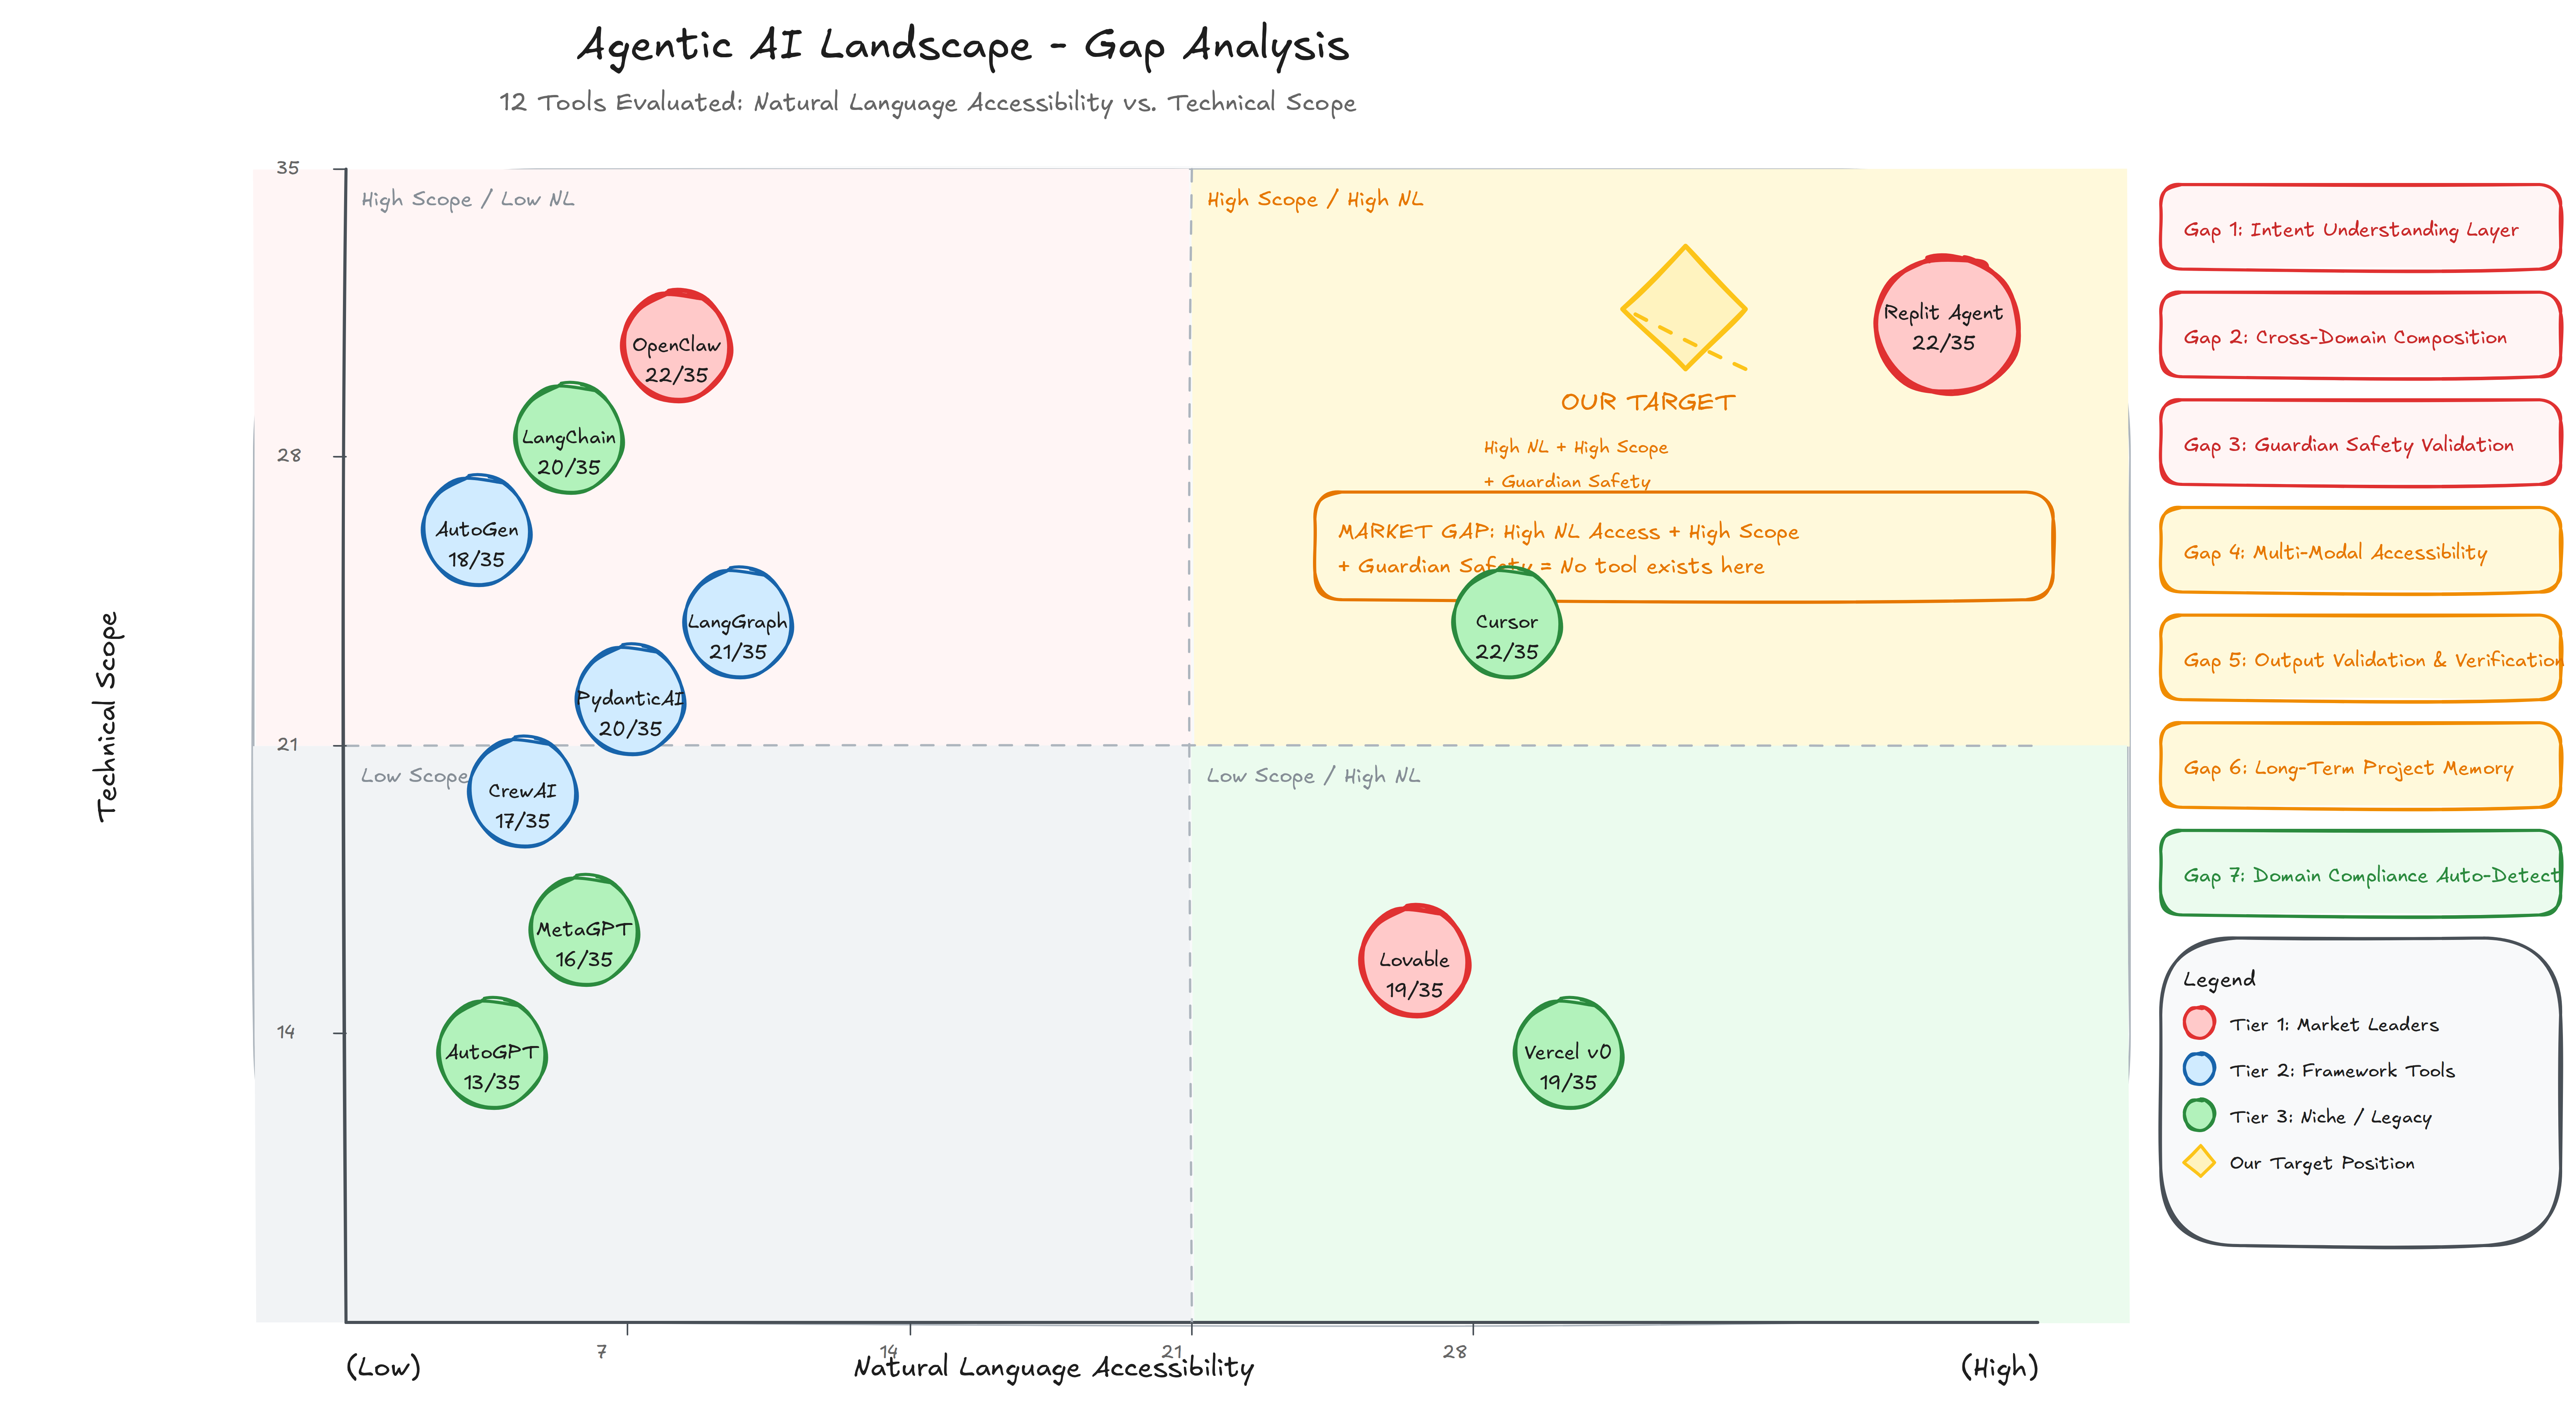 Agentic AI Landscape - Gap Analysis
12 Tools Evaluated: Natural Language Accessibility vs. Technical Scope
35
28
21
14
Technical Scope
High Scope / Low NL
OpenClaw
22/35
LangChain
20/35
AutoGen
18/35
LangGraph
21/35
PydanticAI
20/35
High Scope / High NL
Replit Agent
22/35
OUR TARGET
High NL + High Scope
+ Guardian Safety
MARKET GAP: High NL Access + High Scope
+ Guardian Safety = No tool exists here
Cursor
22/35
Low Scope
CrewAI
17/35
MetaGPT
16/35
AutoGPT
13/35
Low Scope / High NL
Lovable
19/35
Vercel v0
19/35
7
14
21
28
(Low)
Natural Language Accessibility
(High)
Gap 1: Intent Understanding Layer
Gap 2: Cross-Domain Composition
Gap 3: Guardian Safety Validation
Gap 4: Multi-Modal Accessibility
Gap 5: Output Validation & Verification
Gap 6: Long-Term Project Memory
Gap 7: Domain Compliance Auto-Detect
Legend
Tier 1: Market Leaders
Tier 2: Framework Tools
Tier 3: Niche / Legacy
Our Target Position